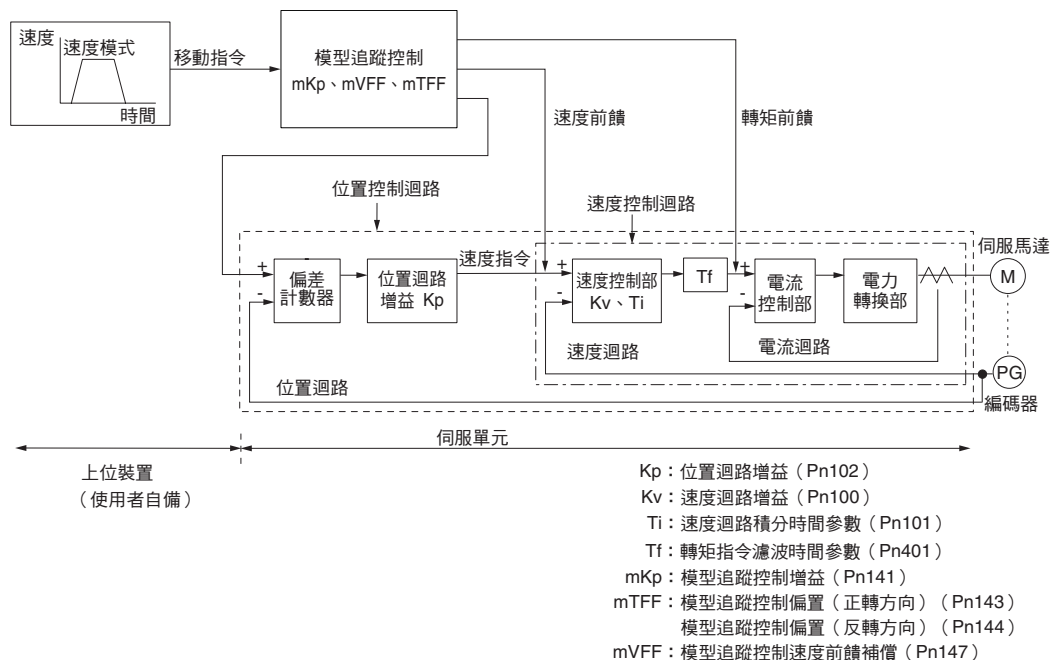 速度
速度模式
時間
移動指令
模型追蹤控制
mKp、mVFF、mTFF
速度前饋
轉矩前饋
位置控制迴路
速度控制迴路
伺服馬達
+
-
偏差
計數器
位置迴路
增益 Kp
速度指令
+
-
速度控制部
Kv、Ti
Tf
+
-
電流
控制部
電力
轉換部
M
速度迴路
電流迴路
位置迴路
PG
編碼器
伺服單元
上位裝置
（使用者自備）
Kp：位置迴路增益（Pn102）
Kv：速度迴路增益（Pn100）
Ti：速度迴路積分時間參數（Pn101）
Tf：轉矩指令濾波時間參數（Pn401）
mKp：模型追蹤控制增益（Pn141）
mTFF：模型追蹤控制偏置（正轉方向）（Pn143）
模型追蹤控制偏置（反轉方向）（Pn144）
mVFF：模型追蹤控制速度前饋補償（Pn147）